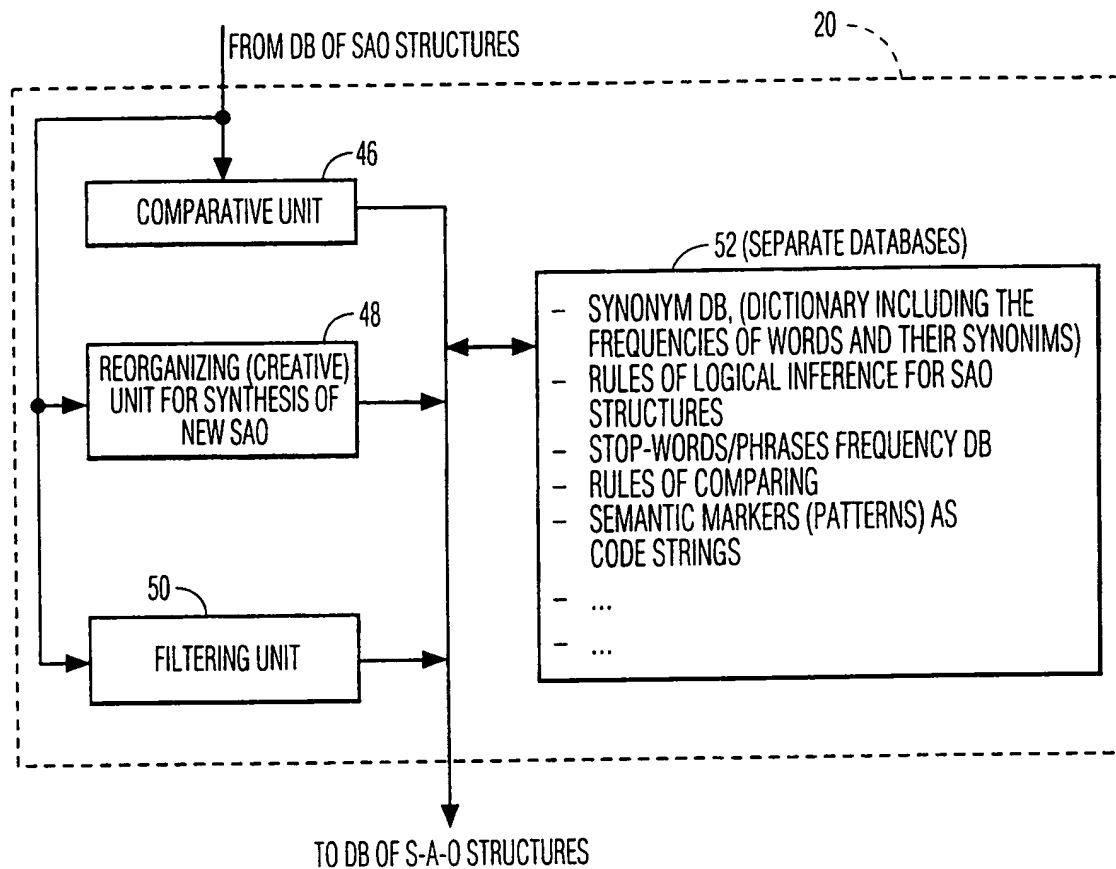 FROM DB OF SAO STRUCTURES
20
46
COMPARATIVE UNIT
48
REORGANIZING (CREATIVE)
UNIT FOR SYNTHESIS OF
NEW SAO
50
FILTERING UNIT
52 (SEPARATE DATABASES)
- SYNONYM DB, (DICTIONARY INCLUDING THE
FREQUENCIES OF WORDS AND THEIR SYNONIMS)
- RULES OF LOGICAL INFERENCE FOR SAO
STRUCTURES
- STOP-WORDS/PHRASES FREQUENCY DB
- RULES OF COMPARING
- SEMANTIC MARKERS (PATTERNS) AS
CODE STRINGS
- ...
- ...
TO DB OF S-A-O STRUCTURES